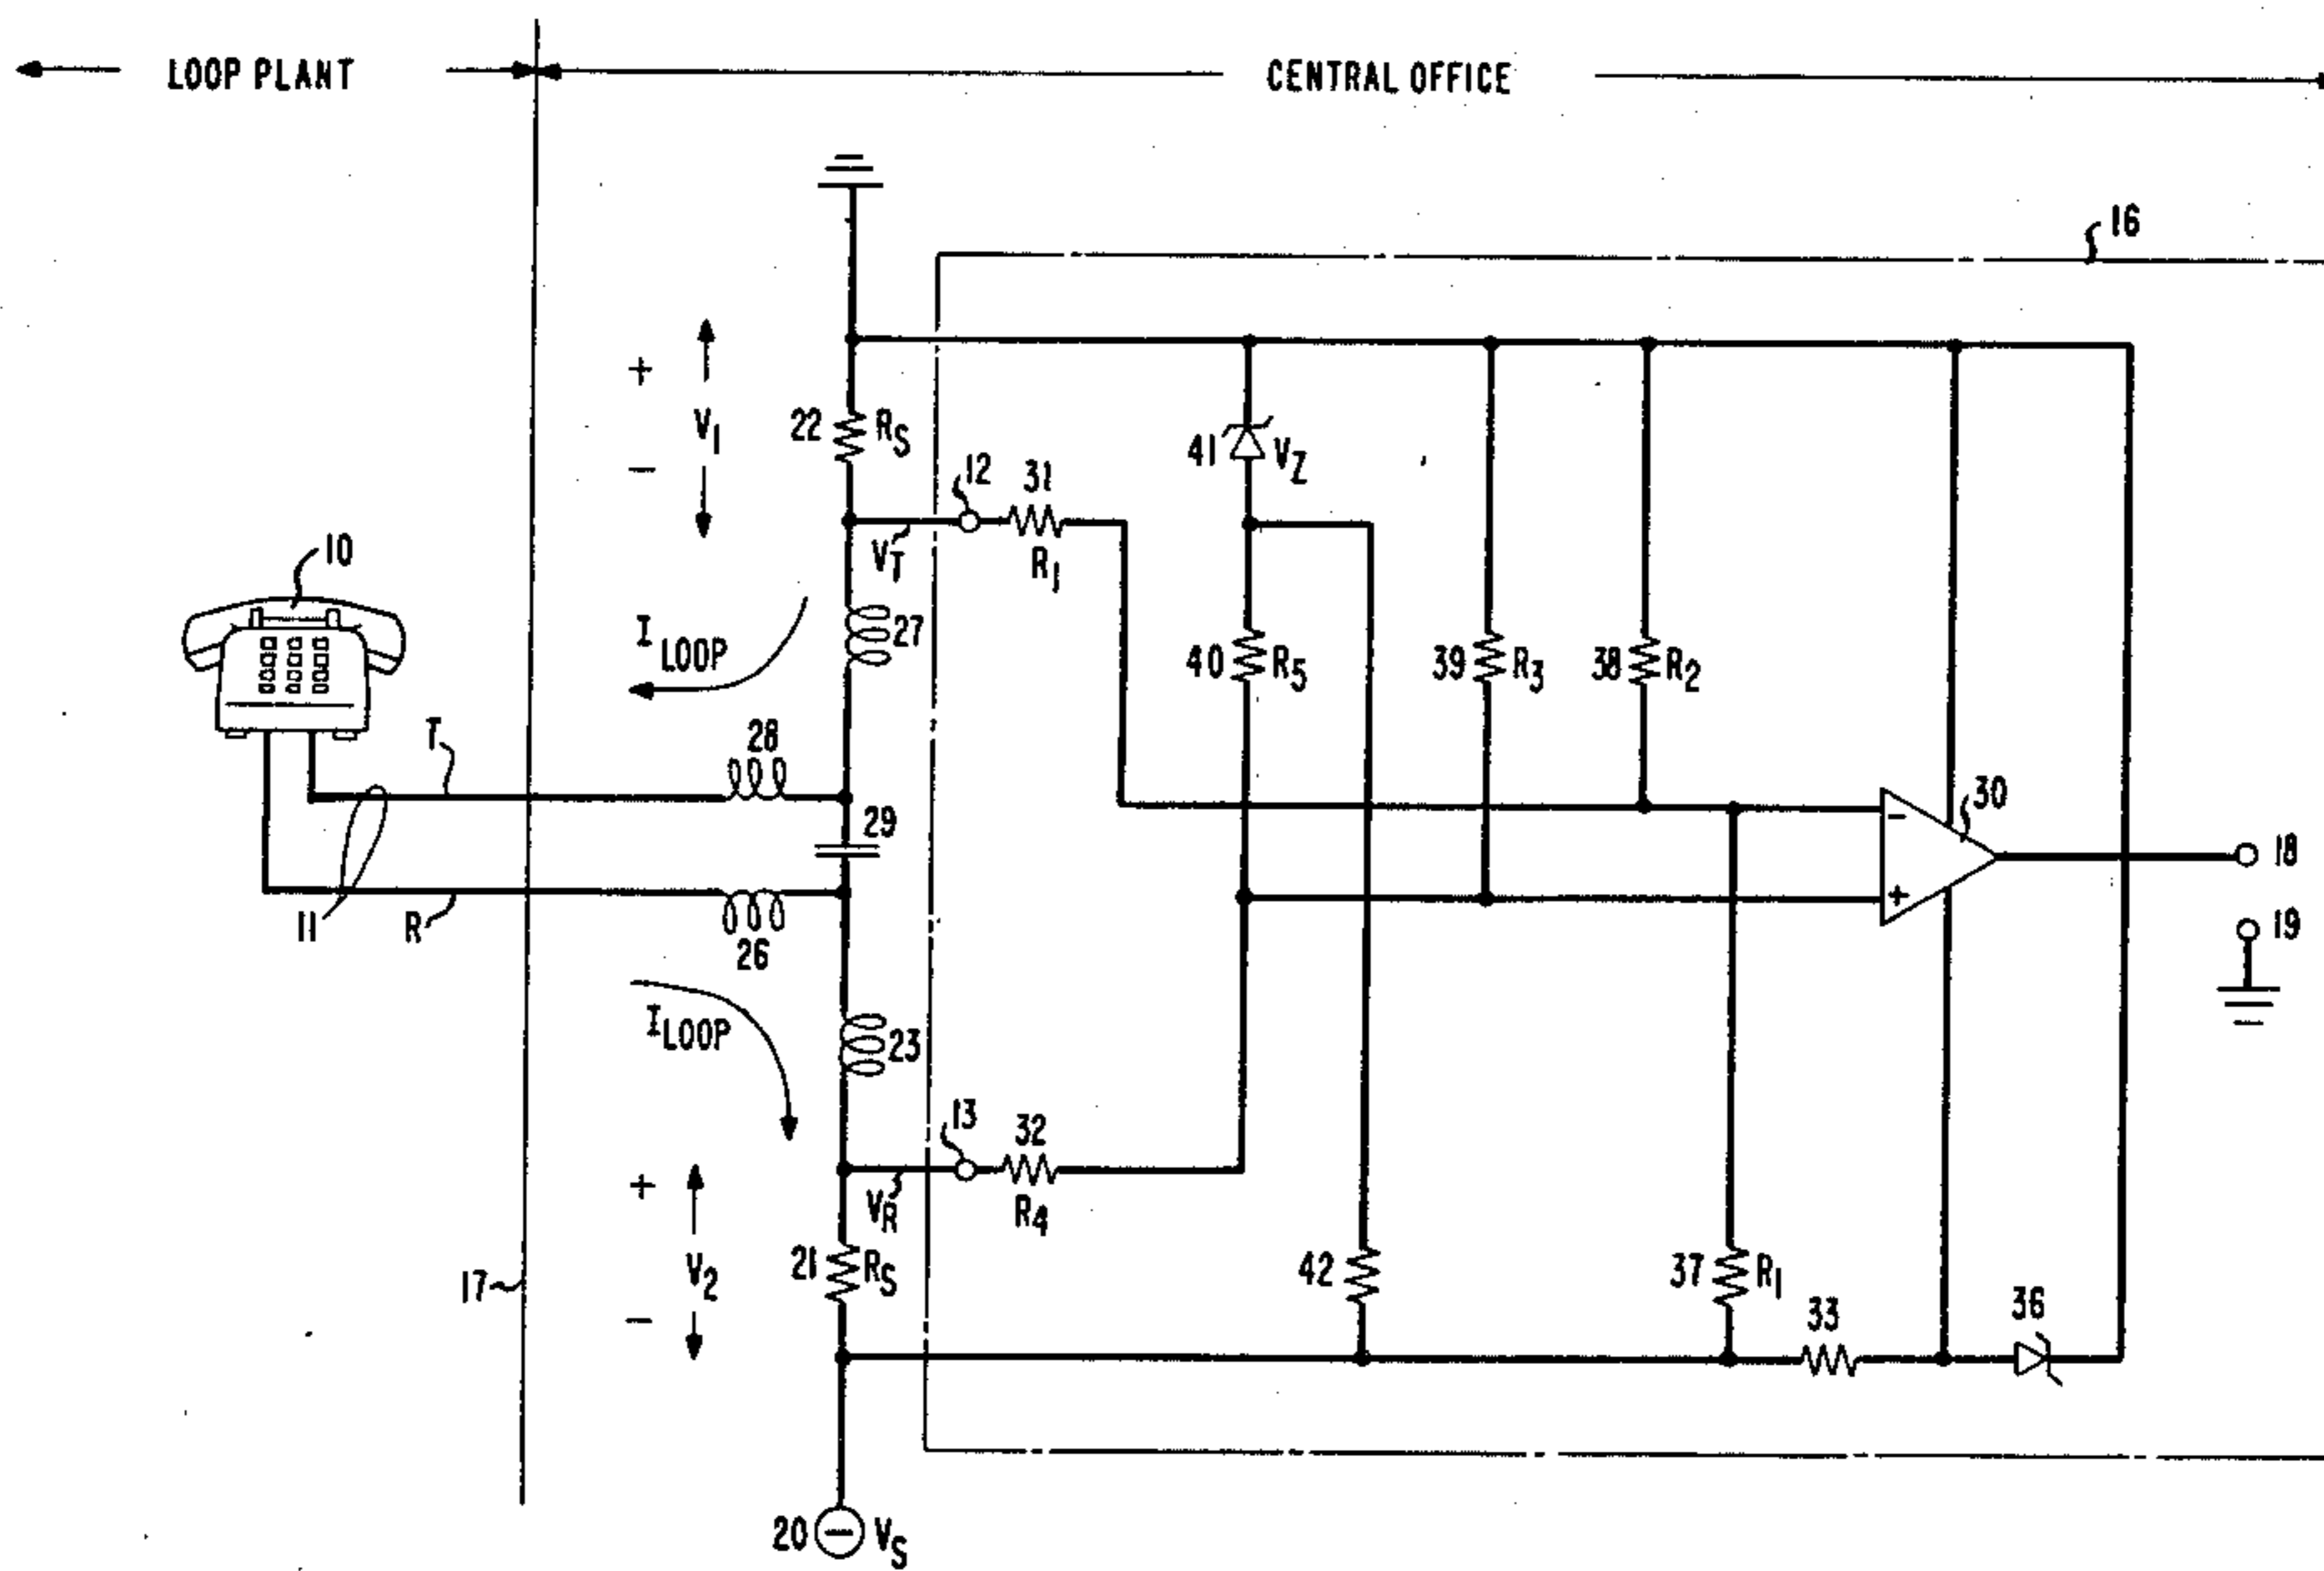 LOOP PLANT
CENTRAL OFFICE
16
+
V1
−
22
RS
12
31
41
VZ
10
VT
R1
I LOOP
27
40
R5
39
R3
38
R2
T
28
29
−
30
18
+
19
11
R
26
ILOOP
23
13
32
+
VR
R4
V2
21
RS
42
37
R1
33
36
17
−
20
−
VS